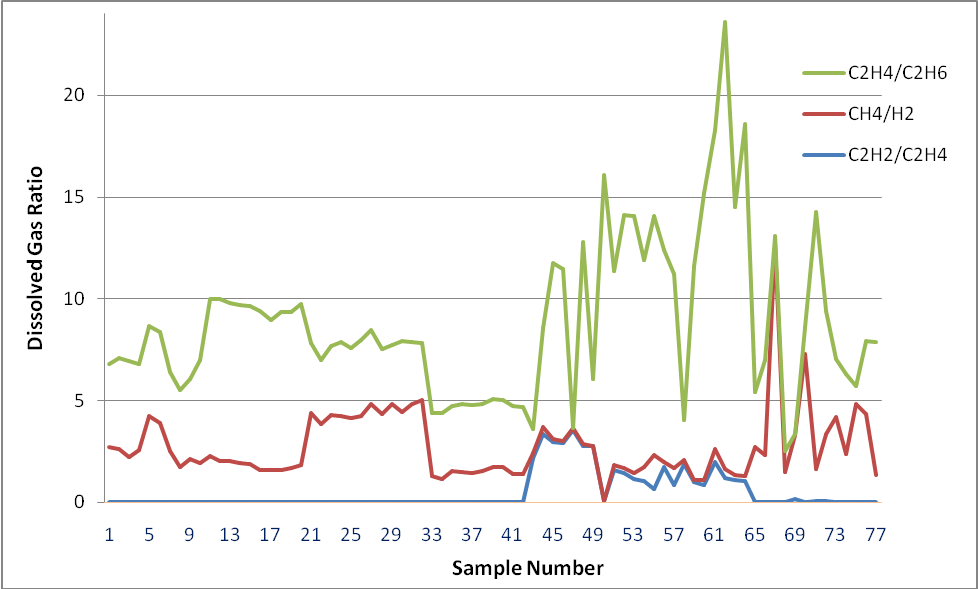 C2H4/C2H6
CH4/H2
C2H2/C2H4
Dissolved Gas Ratio
20
15
10
5
0
1 5 9 13 17 21 25 29 33 37 41 45 49 53 57 61 65 69 73 77
Sample Number